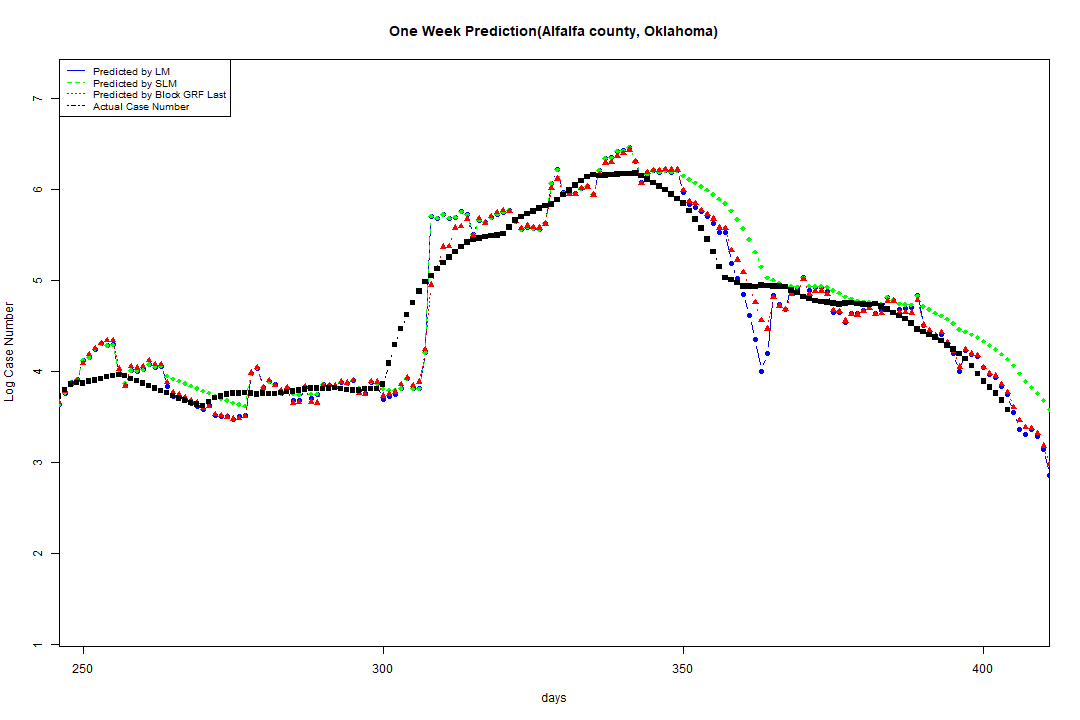 One Week Prediction(Alfalfa county, Oklahoma)
Predicted by LM
Predicted by SLM
Predicted by Block GRF Last
Actual Case Number
7
6
5
4
3
2
1
Log Case Number
250
300
350
400
days